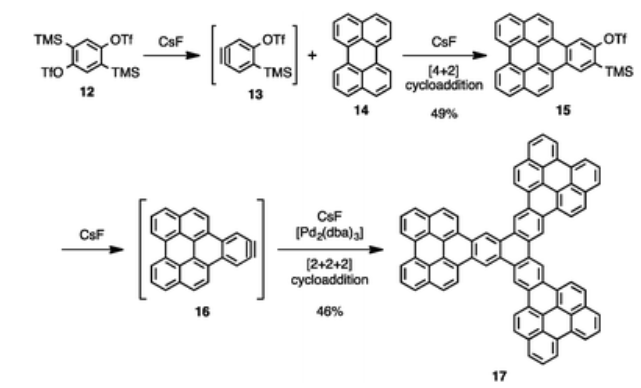 TMS OTf
TfO TMS
12
CsF
OTf
TMS
13
+
14
CsF
[4+2]
cycloaddition
49%
OTf
TMS
15
CsF
16
CsF
[Pd2(dba)3]
[2+2+2]
cycloaddition
46%
17